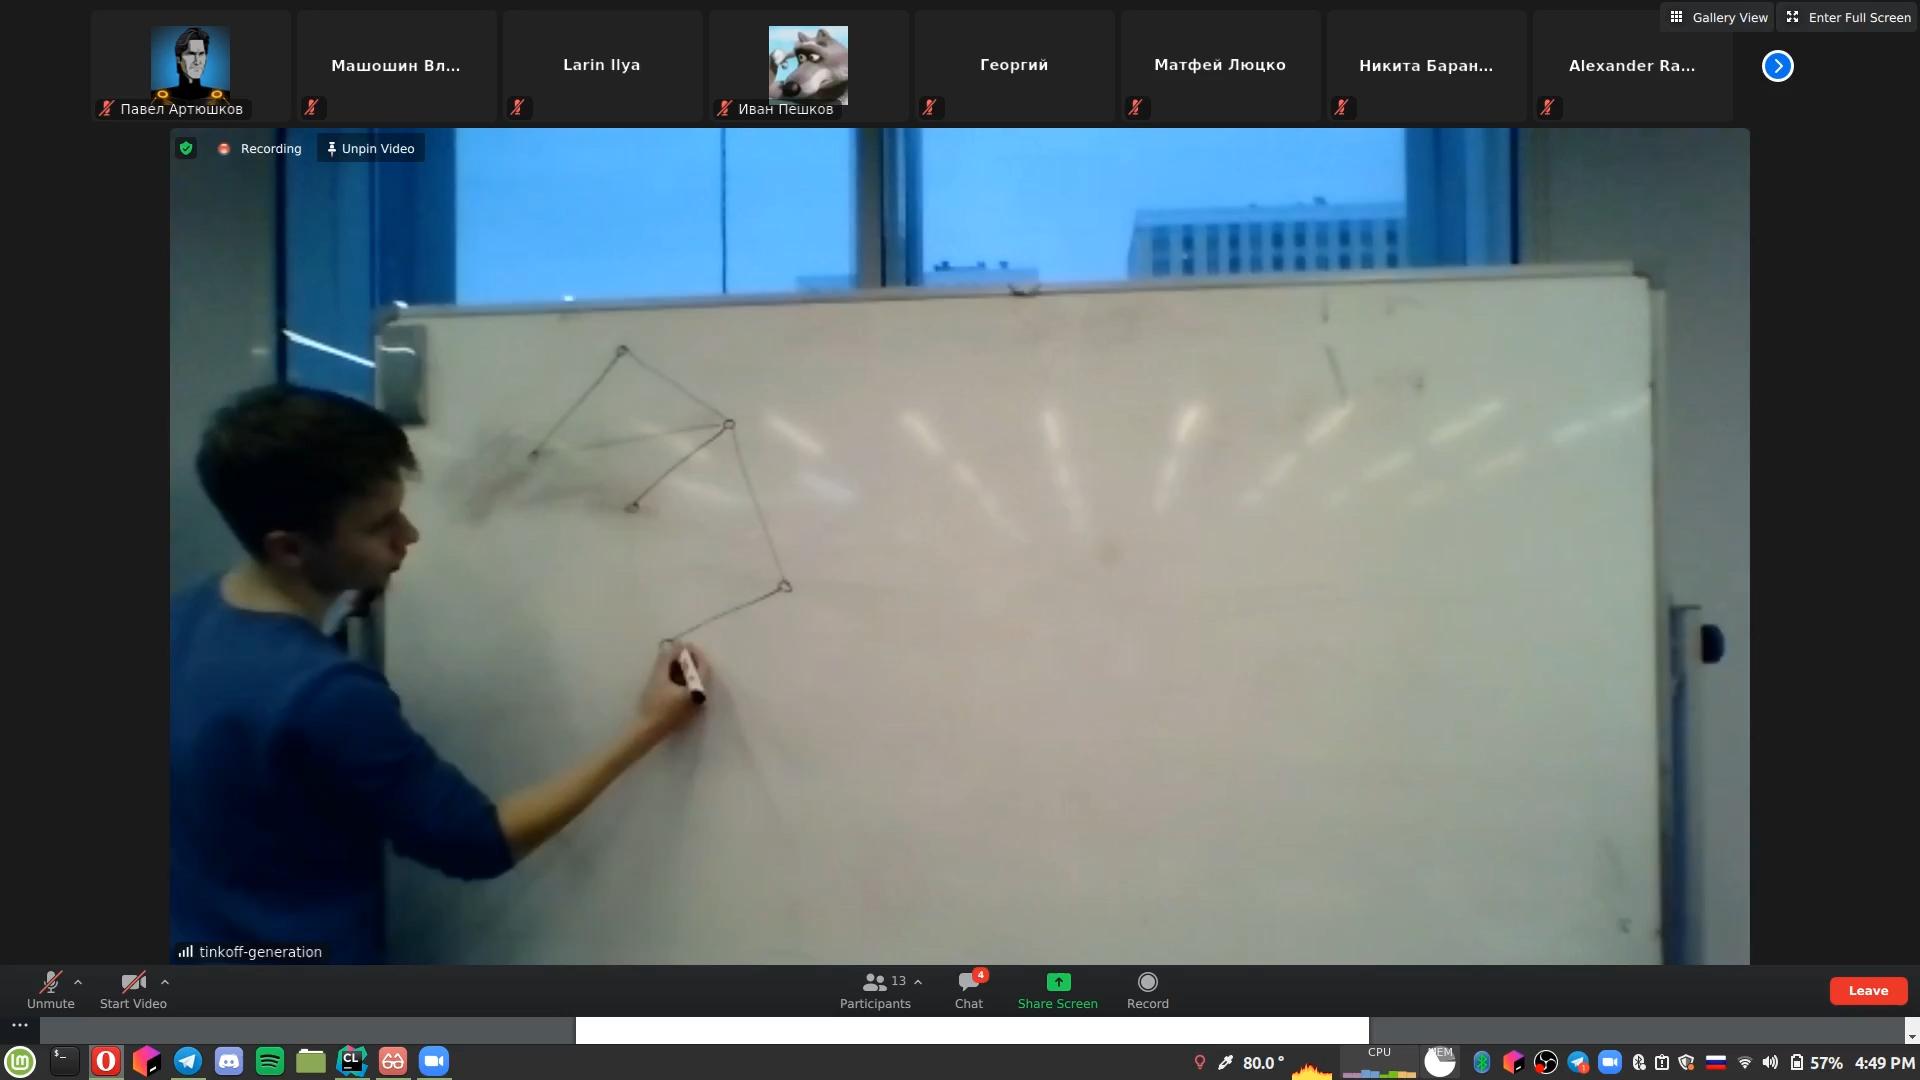 Gallery View
Enter Full Screen
Павел Артюшков
Машошин Вл...
Larin Ilya
Иван Пешков
Георгий
Матфей Люцко
Никита Баран...
Alexander Ra...
Recording
Unpin Video
tinkoff-generation
Unmute
Start Video
13
Participants
4
Chat
Share Screen
Record
Leave
CL
80.0°
CPU
MEM
57%
4:49 PM